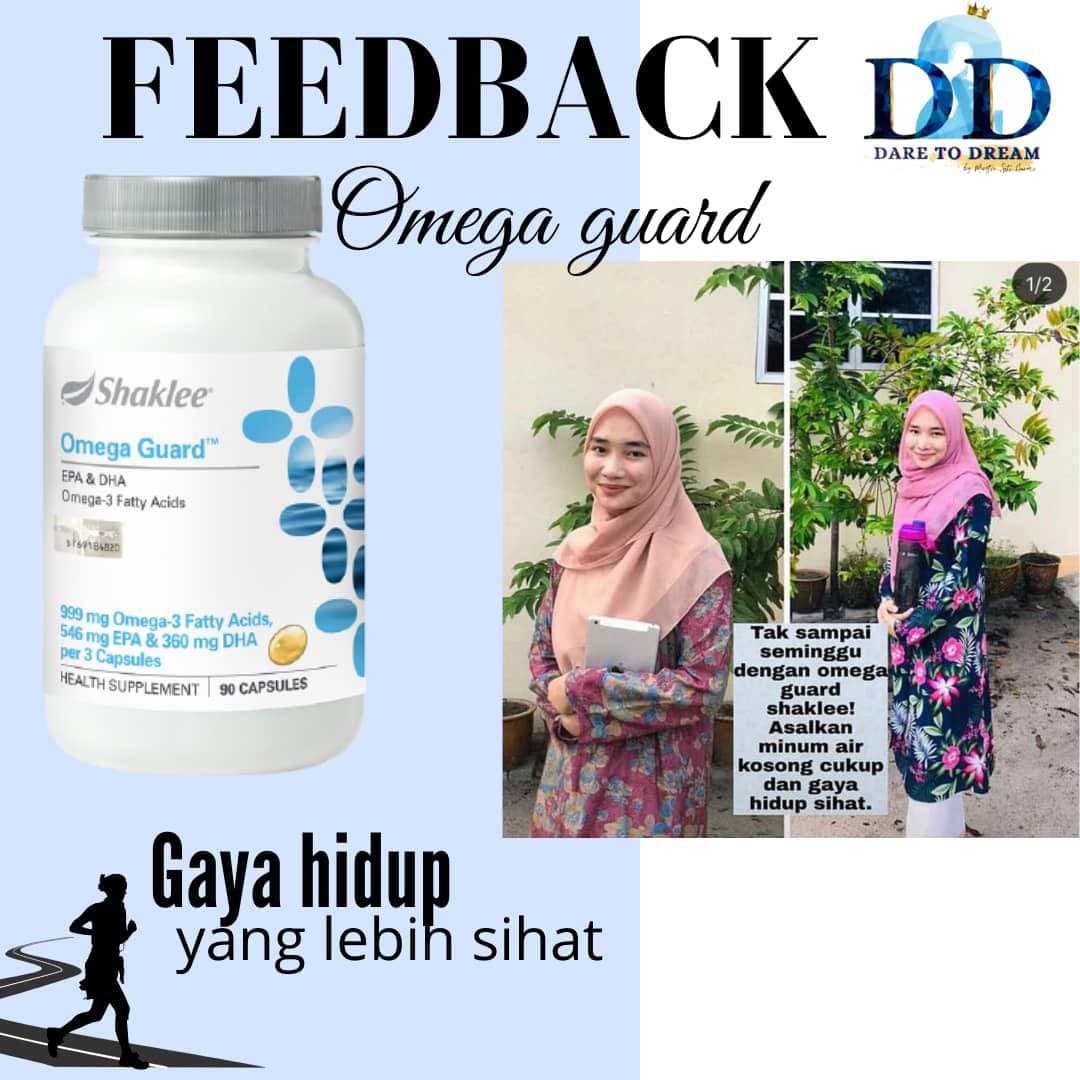 FEEDBACK
DD
DARE TO DREAM
Omega guard
1/2
Shaklee
Omega Guard™
EPA & DHA
Omega-3 Fatty Acids
999 mg Omega-3 Fatty Acids,
546 mg EPA & 360 mg DHA
per 3 Capsules
HEALTH SUPPLEMENT | 90 CAPSULES
Tak sampai
seminggu
dengan omega
guard
shaklee!
Asalkan
minum air
kosong cukup
dan gaya
hidup sihat.
Gaya hidup
yang lebih sihat